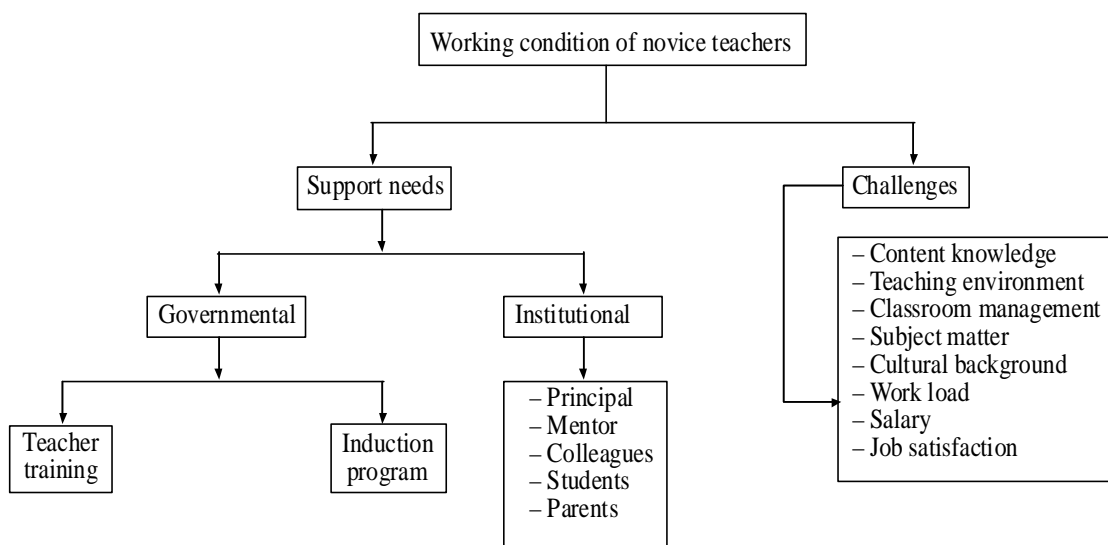 Working condition of novice teachers
Support needs
Challenges
Governmental
Institutional
Teacher
training
Induction
program
– Principal
– Mentor
– Colleagues
– Students
– Parents
– Content knowledge
– Teaching environment
– Classroom management
– Subject matter
– Cultural background
– Work load
– Salary
– Job satisfaction